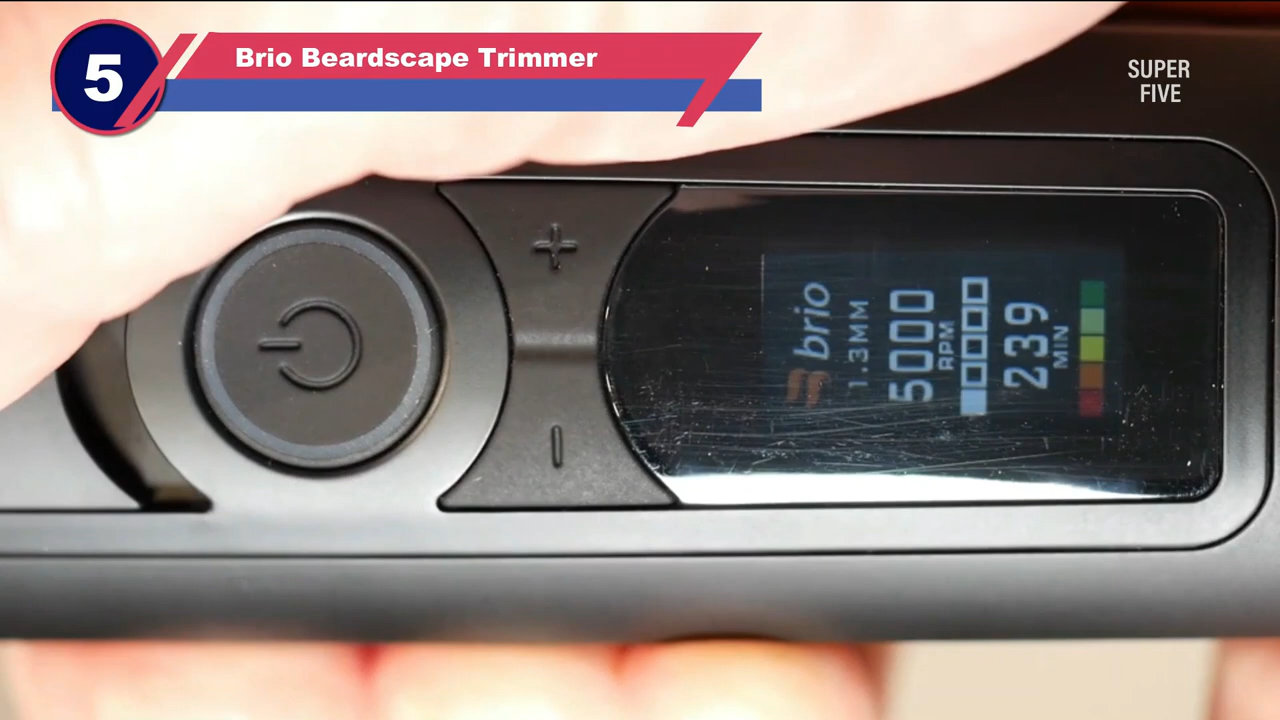 5
Brio Beardscape Trimmer
SUPER
FIVE
+
−
brio
1.3MM
5000
RPM
239
MIN